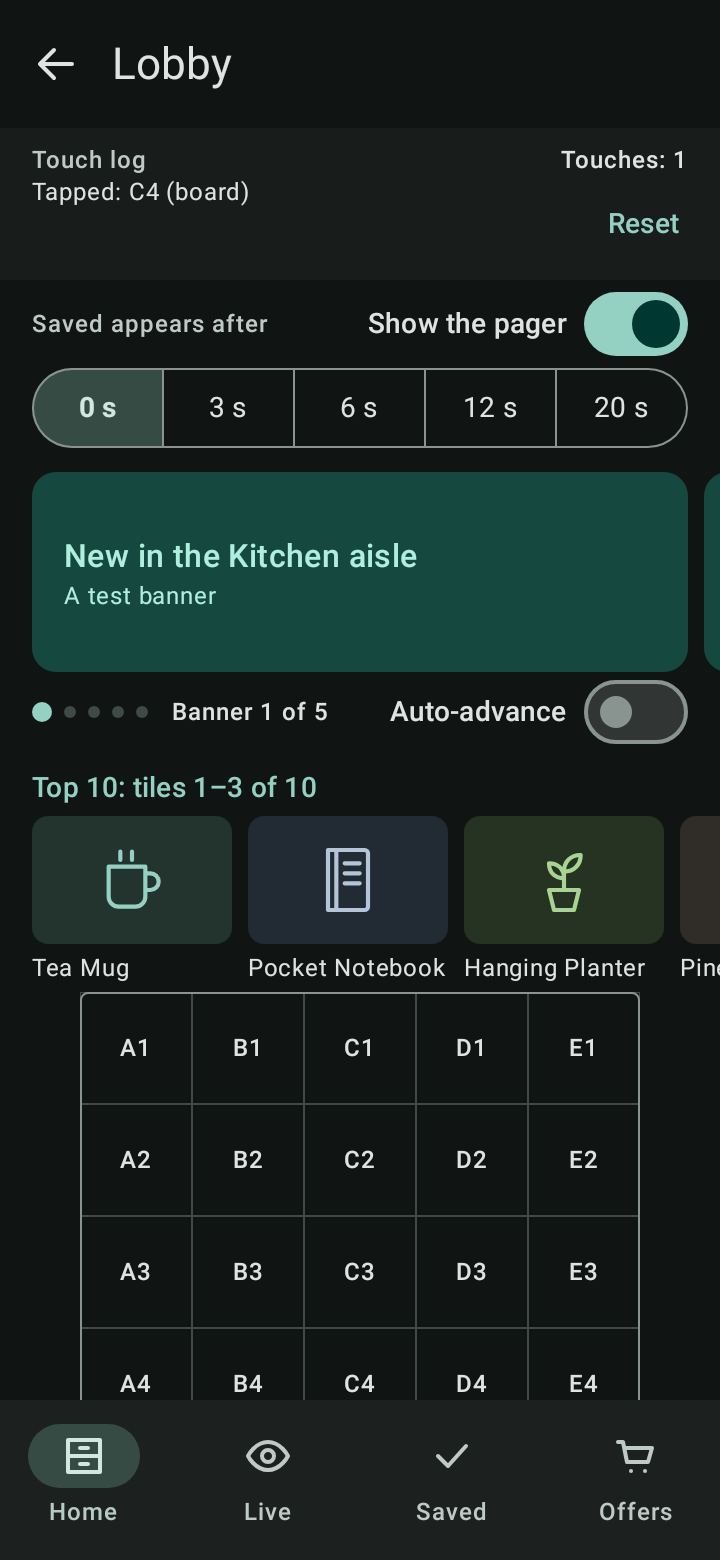 Lobby
Touch log
Touches: 1
Tapped: C4 (board)
Reset
Saved appears after
Show the pager
0 s
3 s
6 s
12 s
20 s
New in the Kitchen aisle
A test banner
Banner 1 of 5
Auto-advance
Top 10: tiles 1–3 of 10
Tea Mug
Pocket Notebook
Hanging Planter
A1 B1 C1 D1 E1
A2 B2 C2 D2 E2
A3 B3 C3 D3 E3
A4 B4 C4 D4 E4
Home
Live
Saved
Offers